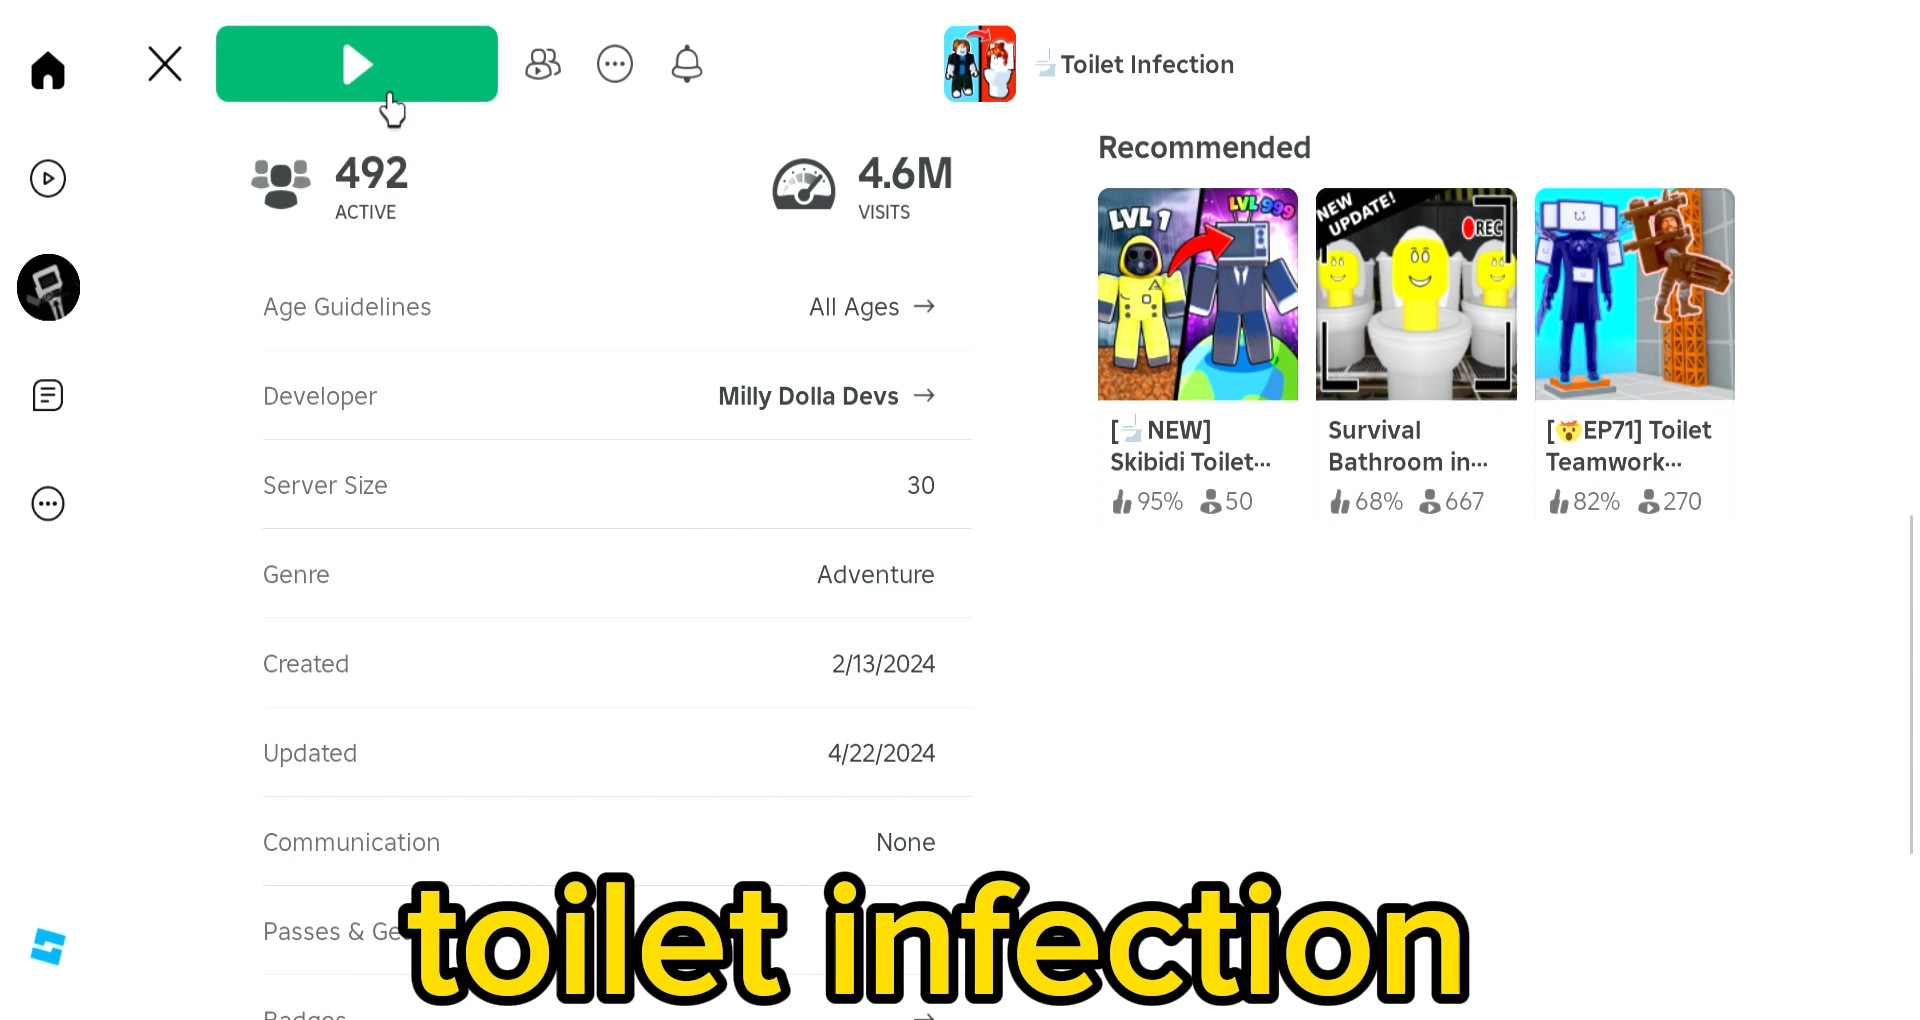 Toilet Infection
492
ACTIVE
4.6M
VISITS
Age Guidelines
All Ages →
Developer
Milly Dolla Devs →
Server Size
30
Genre
Adventure
Created
2/13/2024
Updated
4/22/2024
Communication
None
Passes & Ge
Badges
→
Recommended
LVL 1
LVL 999
NEW
UPDATE!
REC
[🚽NEW]
Skibidi Toilet...
95% 50
Survival
Bathroom in...
68% 667
[🤯EP71] Toilet
Teamwork...
82% 270
toilet infection